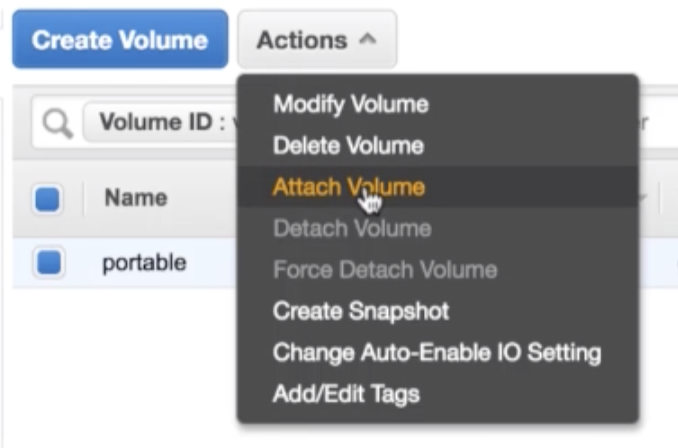 Create Volume Actions
Volume ID :
Name
portable
Modify Volume
Delete Volume
Attach Volume
Detach Volume
Force Detach Volume
Create Snapshot
Change Auto-Enable IO Setting
Add/Edit Tags